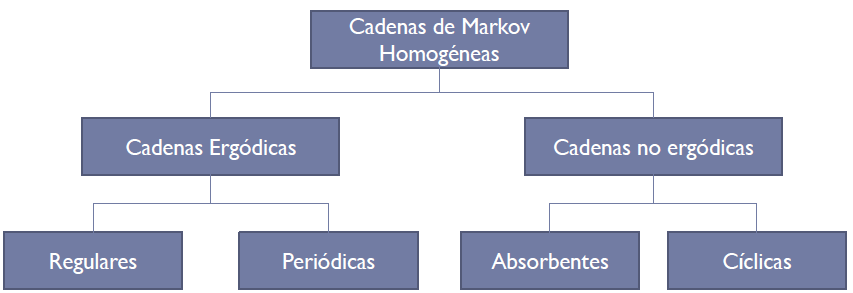 Cadenas de Markov
Homogéneas
Cadenas Ergódicas
Cadenas no ergódicas
Regulares
Periódicas
Absorbentes
Cíclicas